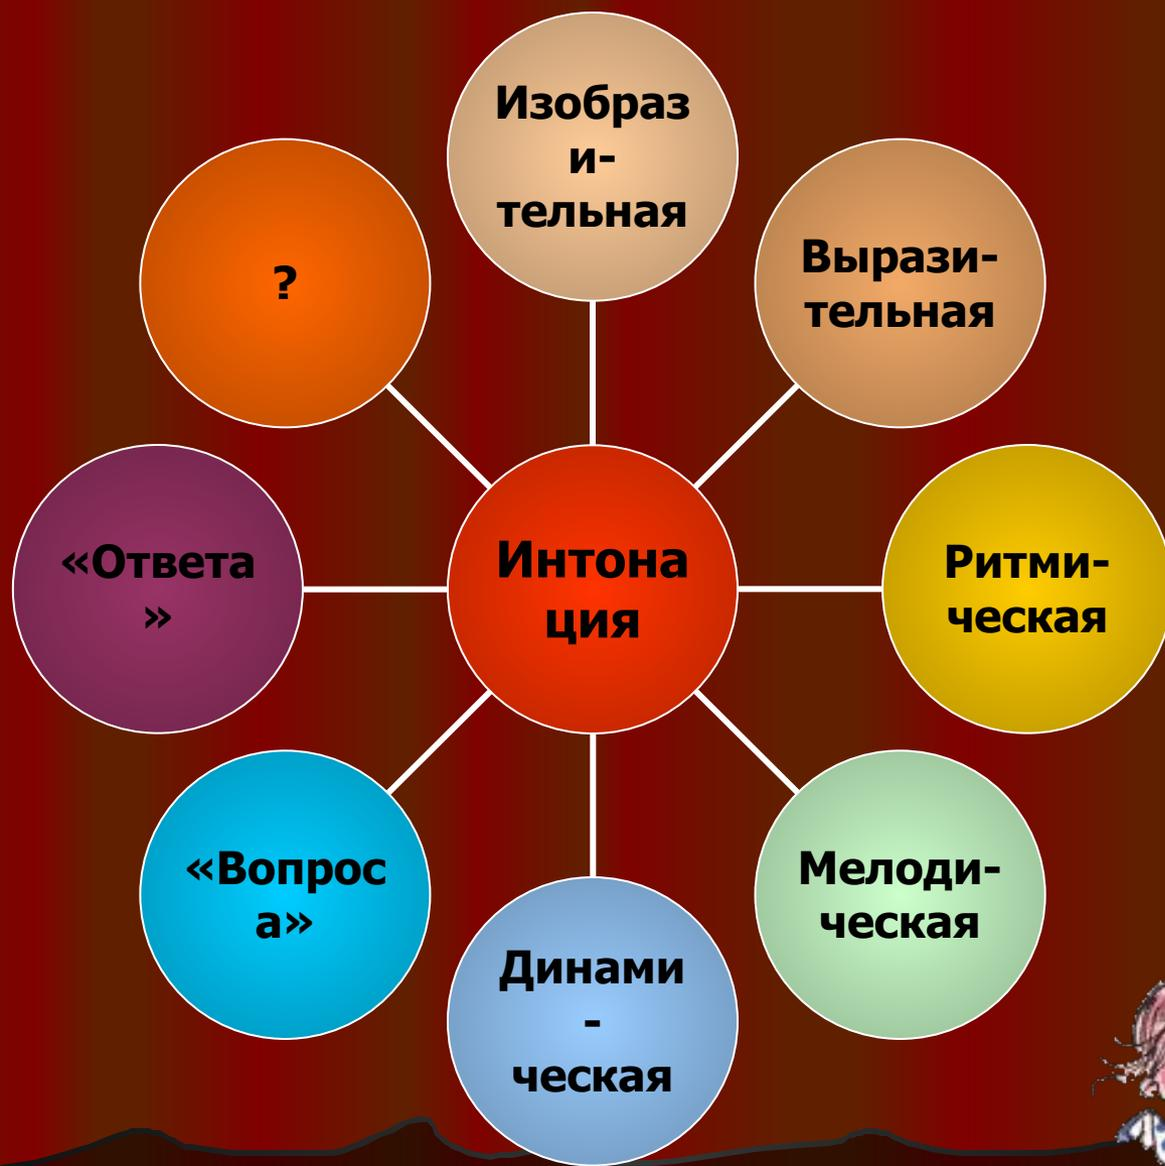 Изобраз
и-
тельная
Вырази-
тельная
?
«Ответа
»
Интона
ция
Ритми-
ческая
«Вопрос
а»
Мелоди-
ческая
Динами
-
ческая